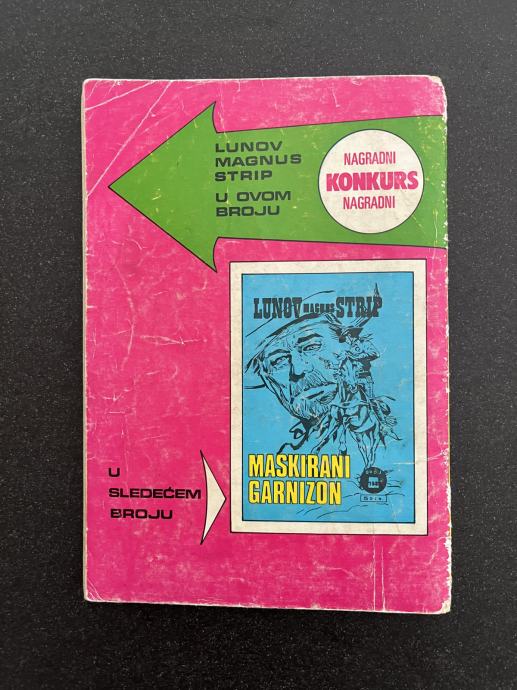 LUNOV
MAGNUS
STRIP
U OVOM
BROJU
NAGRADNI
KONKURS
NAGRADNI
LUNOV MAGNUS STRIP
MASKIRANI
GARNIZON
U
SLEDEĆEM
BROJU